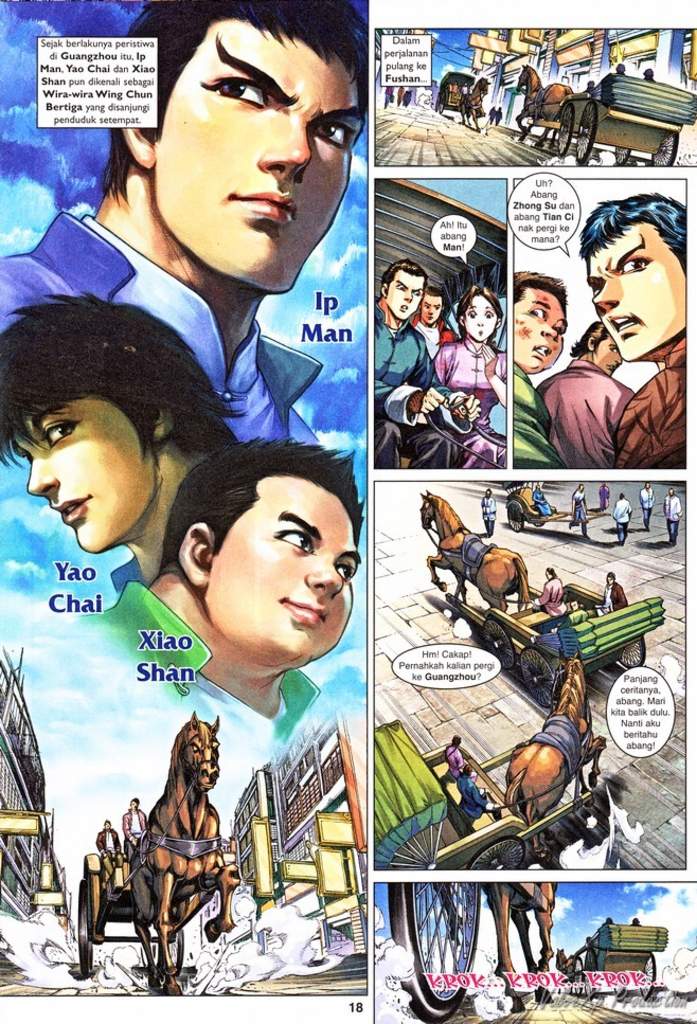 Sejak berlakunya peristiwa
di Guangzhou itu, Ip
Man, Yao Chai dan Xiao
Shan pun dikenali sebagai
Wira-wira Wing Chun
Bertiga yang disanjungi
penduduk setempat.
Ip
Man
Yao
Chai
Xiao
Shan
18
Dalam
perjalanan
pulang ke
Fushan...
Ah! Itu
abang
Man!
Uh?
Abang
Zhong Su dan
abang Tian Ci
nak pergi ke
mana?
Hm! Cakap!
Pernahkah kalian pergi
ke Guangzhou?
Panjang
ceritanya,
abang. Mari
kita balik dulu.
Nanti aku
beritahu
abang!
KROK... KROK... KROK...